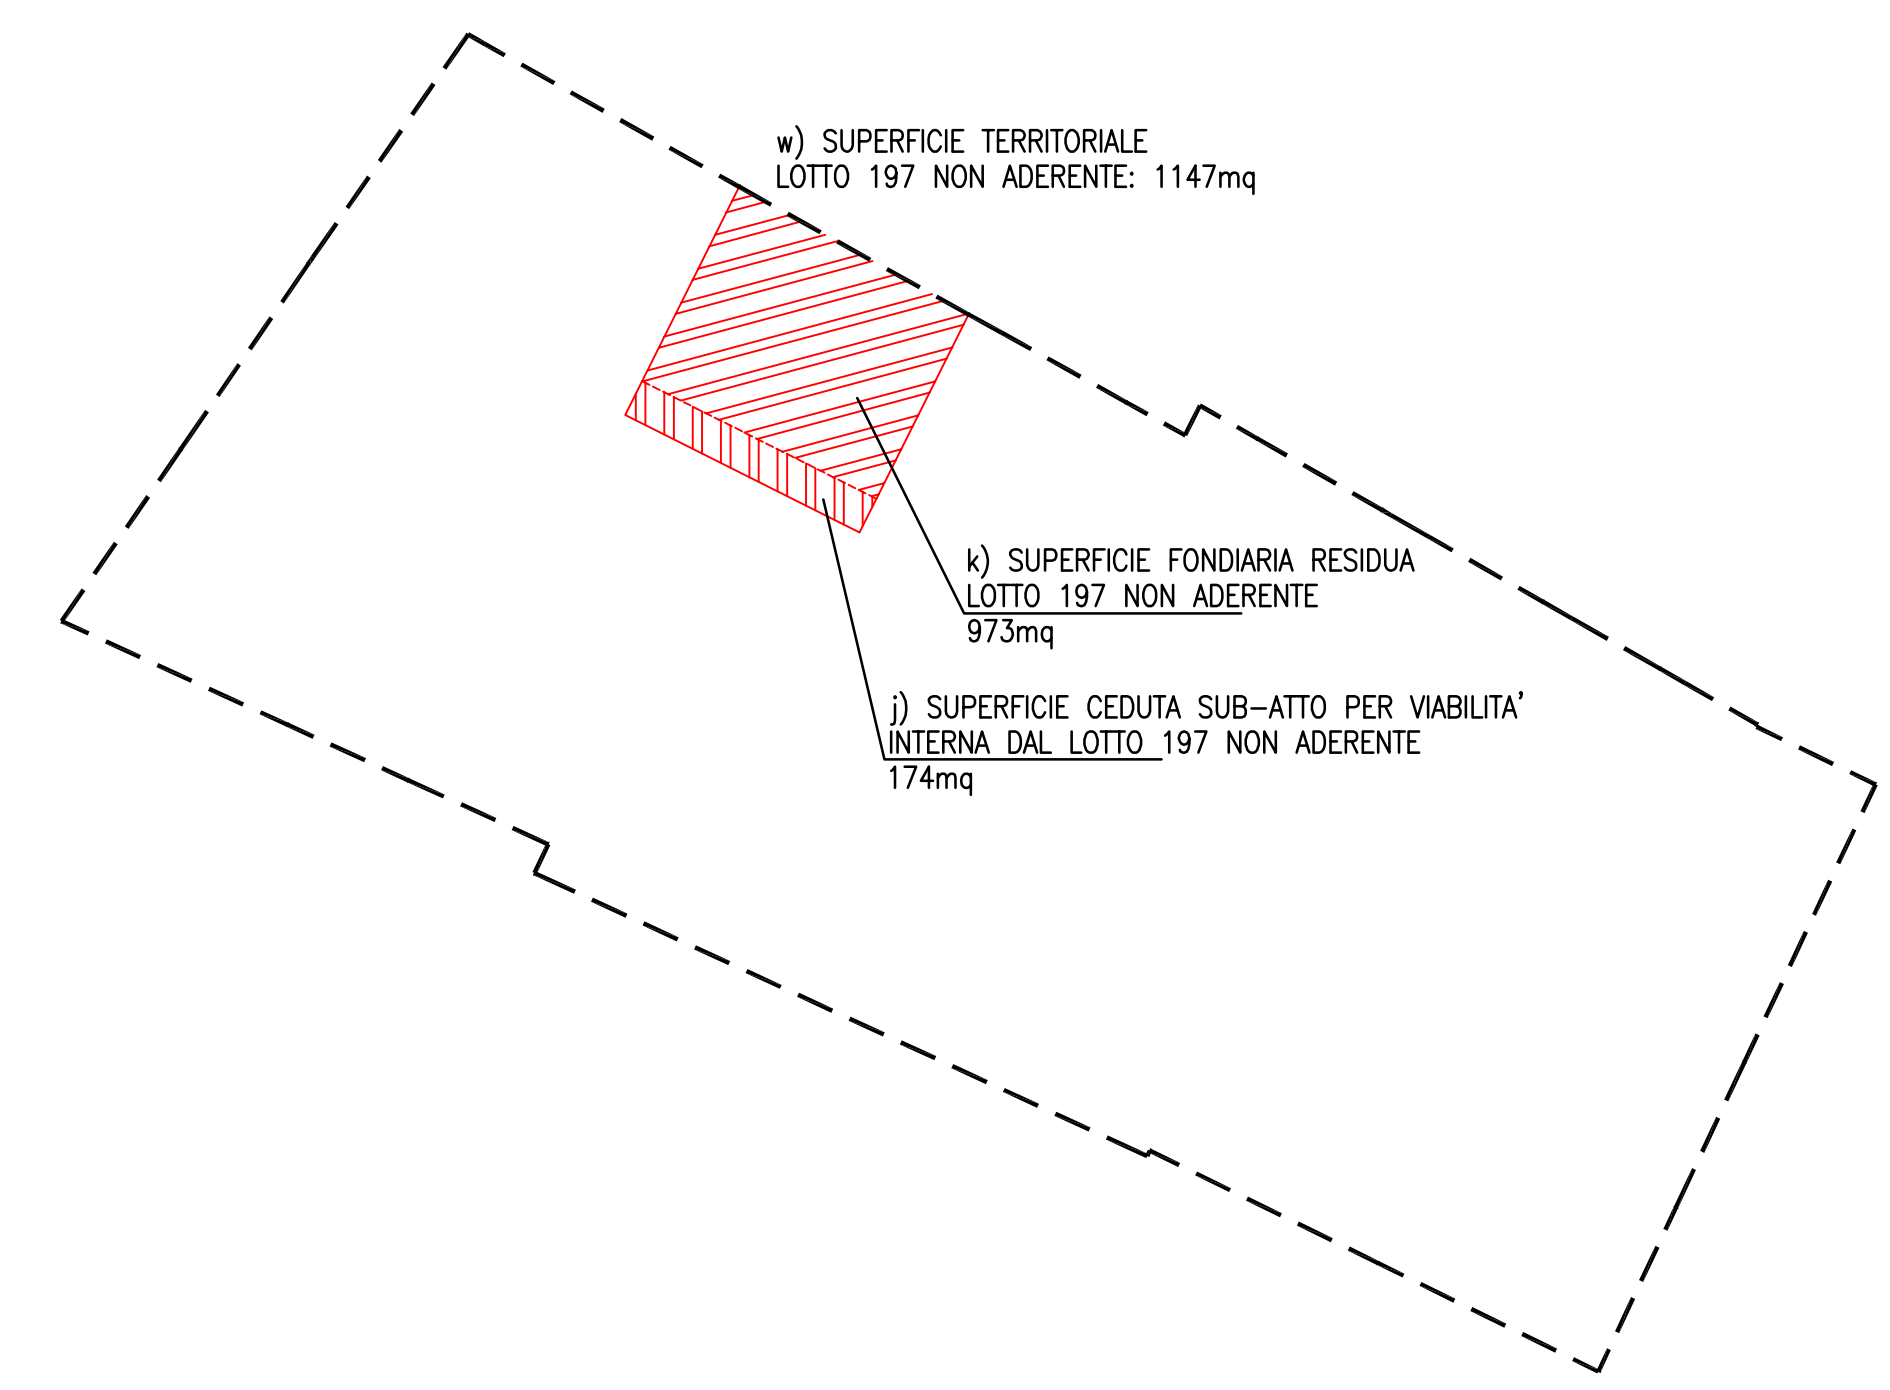 w) SUPERFICIE TERRITORIALE
LOTTO 197 NON ADERENTE: 1147mq
k) SUPERFICIE FONDIARIA RESIDUA
LOTTO 197 NON ADERENTE
973mq
j) SUPERFICIE CEDUTA SUB-ATTO PER VIABILITA'
INTERNA DAL LOTTO 197 NON ADERENTE
174mq